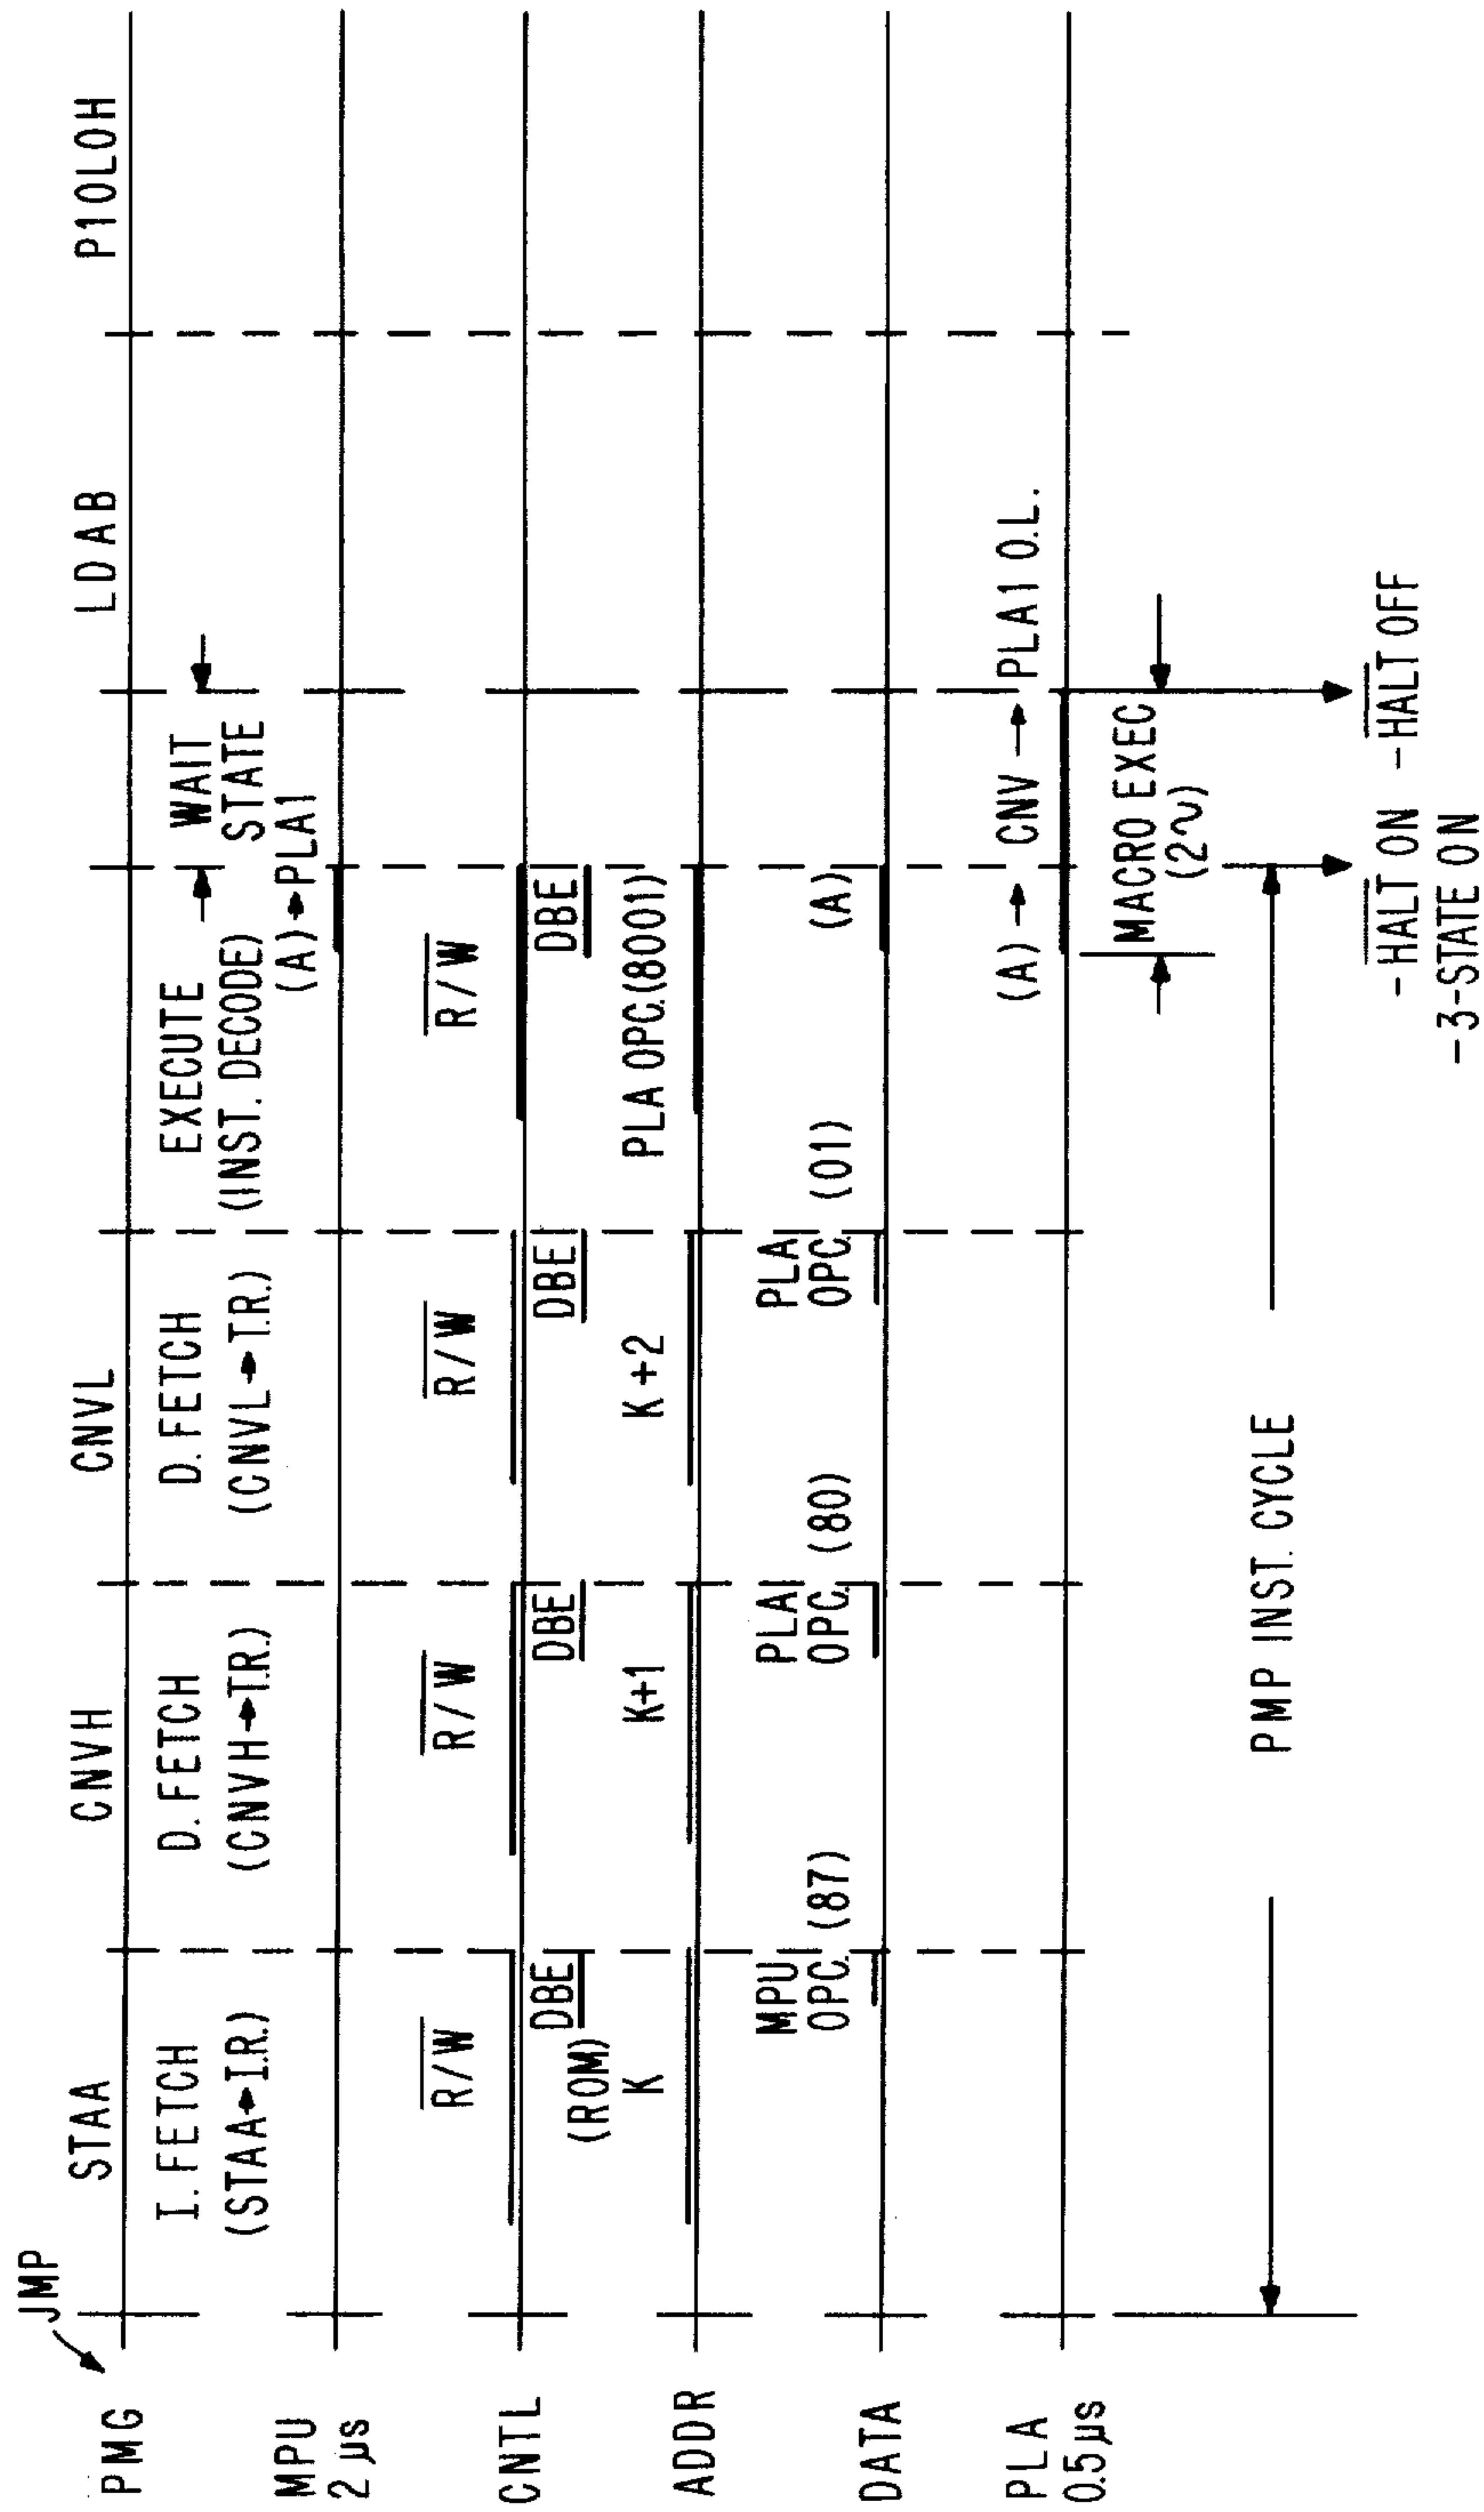 JMP
PMG
STAA
CNVH
CNVL
LDAB
P1OLOH
MPU
2 µs
I. FETCH
(STAA→I.R.)
D. FETCH
(CNVH→T.R.)
D. FETCH
(CNVL→T.R.)
EXECUTE
(INST. DECODE)
(A)→PLA1
WAIT
STATE
CNTL
R/W
R/W
R/W
R/W
DBE
(ROM)
DBE
DBE
DBE
ADDR
K
K+1
K+2
PLA OPC.(8001)
DATA
MPU
OPC. (87)
PLA
OPC. (80)
PLA
OPC. (01)
(A)
PLA
0.5µs
(A) → CNV → PLA1 O.L.
MACRO EXEC
(2∿)
PMP INST. CYCLE
-HALT ON
-3-STATE ON
-HALT OFF